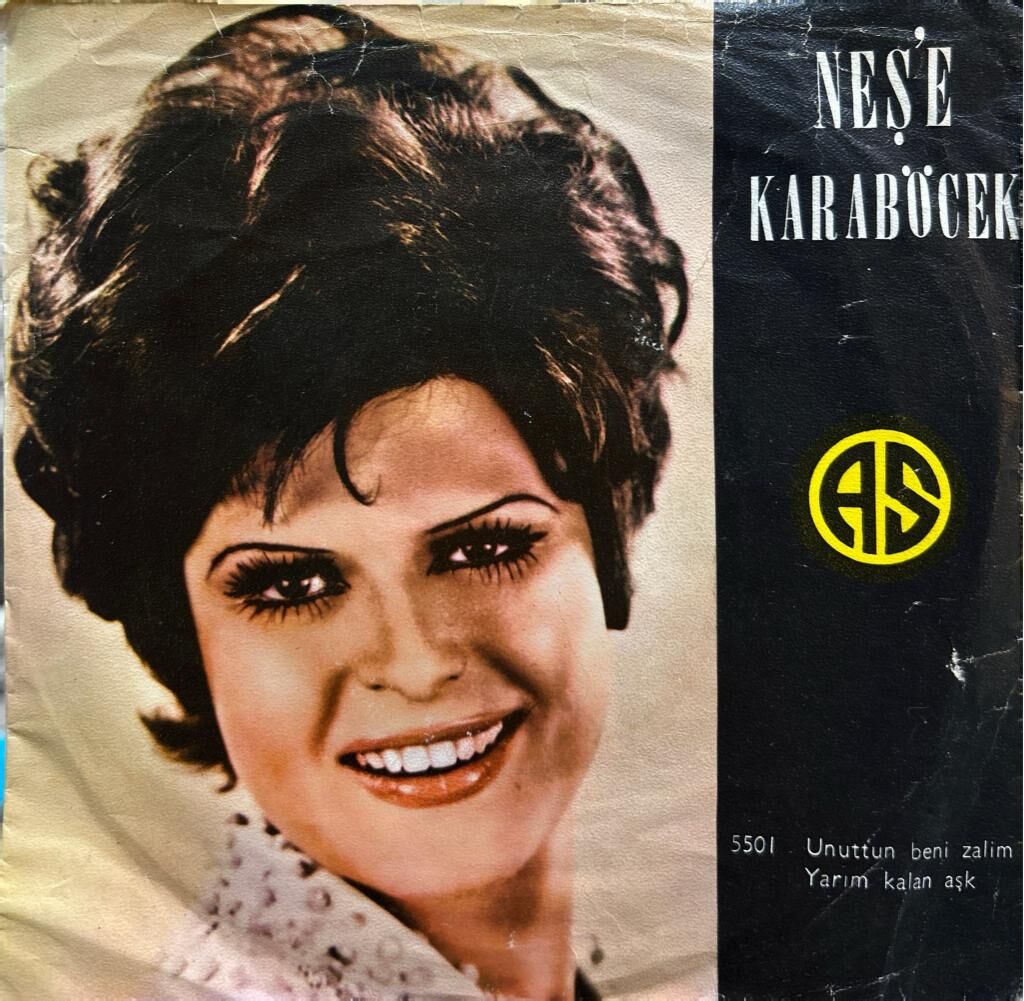 NEŞ'E
KARABÖCEK
AS
5501 Unuttun beni zalim
Yarım kalan aşk